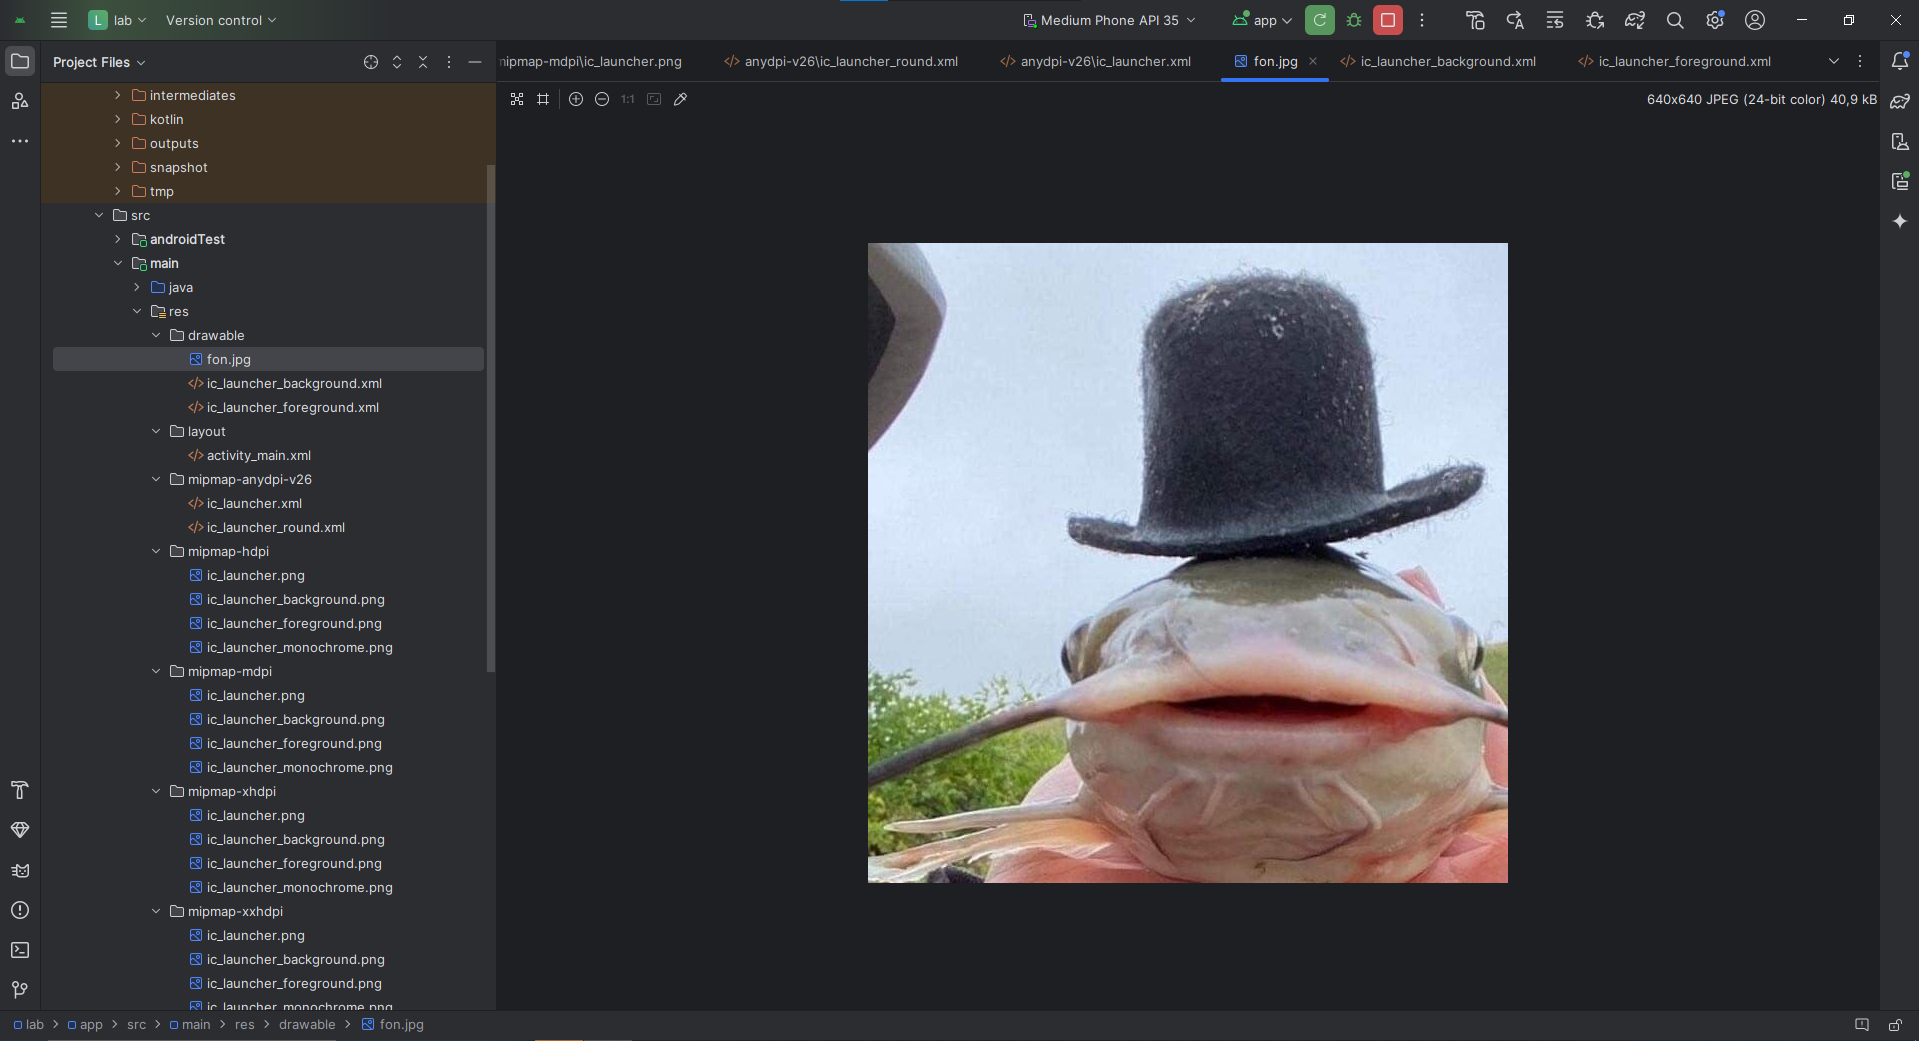 L lab Version control Medium Phone API 35 app
Project Files
mipmap-mdpi\ic_launcher.png anydpi-v26\ic_launcher_round.xml anydpi-v26\ic_launcher.xml fon.jpg ic_launcher_background.xml ic_launcher_foreground.xml
1:1 640x640 JPEG (24-bit color) 40,9 kB
intermediates
kotlin
outputs
snapshot
tmp
src
androidTest
main
java
res
drawable
fon.jpg
ic_launcher_background.xml
ic_launcher_foreground.xml
layout
activity_main.xml
mipmap-anydpi-v26
ic_launcher.xml
ic_launcher_round.xml
mipmap-hdpi
ic_launcher.png
ic_launcher_background.png
ic_launcher_foreground.png
ic_launcher_monochrome.png
mipmap-mdpi
ic_launcher.png
ic_launcher_background.png
ic_launcher_foreground.png
ic_launcher_monochrome.png
mipmap-xhdpi
ic_launcher.png
ic_launcher_background.png
ic_launcher_foreground.png
ic_launcher_monochrome.png
mipmap-xxhdpi
ic_launcher.png
ic_launcher_background.png
ic_launcher_foreground.png
ic_launcher_monochrome.png
lab > app > src > main > res > drawable > fon.jpg